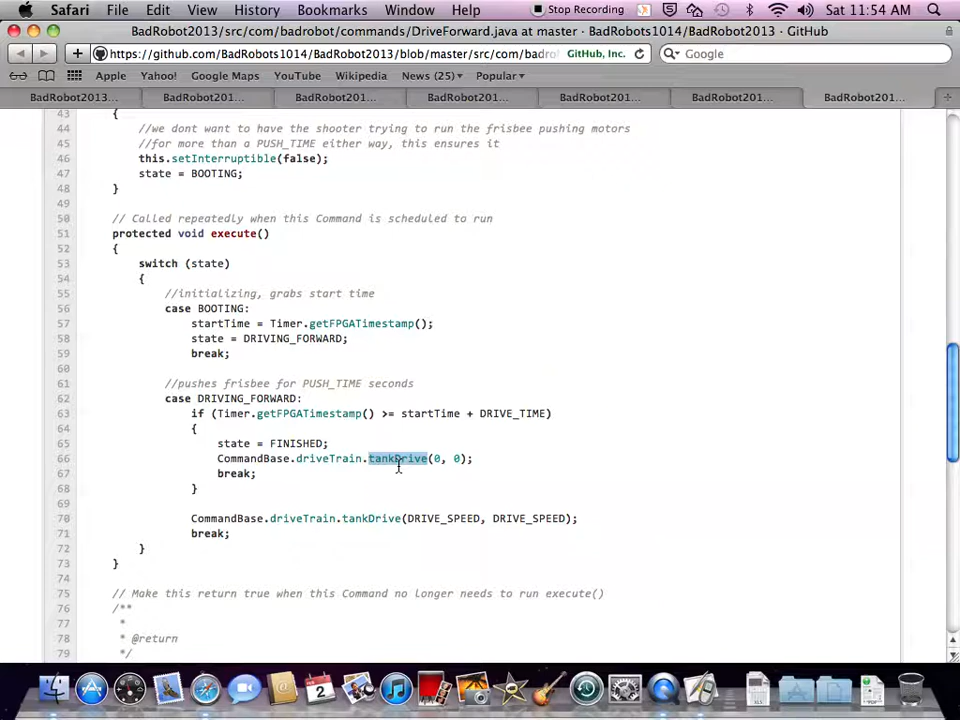 Safari File Edit View History Bookmarks Window Help Stop Recording Sat 11:54 AM
BadRobot2013/src/com/badrobot/commands/DriveForward.java at master · BadRobots1014/BadRobot2013 · GitHub
https://github.com/BadRobots1014/BadRobot2013/blob/master/src/com/badro GitHub, Inc. Google
Apple Yahoo! Google Maps YouTube Wikipedia News (25) Popular
BadRobot2013... BadRobot201... BadRobot201... BadRobot201... BadRobot201... BadRobot201... BadRobot201...
43 {
44 //we dont want to have the shooter trying to run the frisbee pushing motors
45 //for more than a PUSH_TIME either way, this ensures it
46 this.setInterruptible(false);
47 state = BOOTING;
48 }
49
50 // Called repeatedly when this Command is scheduled to run
51 protected void execute()
52 {
53 switch (state)
54 {
55 //initializing, grabs start time
56 case BOOTING:
57 startTime = Timer.getFPGATimestamp();
58 state = DRIVING_FORWARD;
59 break;
60
61 //pushes frisbee for PUSH_TIME seconds
62 case DRIVING_FORWARD:
63 if (Timer.getFPGATimestamp() >= startTime + DRIVE_TIME)
64 {
65 state = FINISHED;
66 CommandBase.driveTrain.tankDrive(0, 0);
67 break;
68 }
69
70 CommandBase.driveTrain.tankDrive(DRIVE_SPEED, DRIVE_SPEED);
71 break;
72 }
73 }
74
75 // Make this return true when this Command no longer needs to run execute()
76 /**
77 *
78 * @return
79 */
2